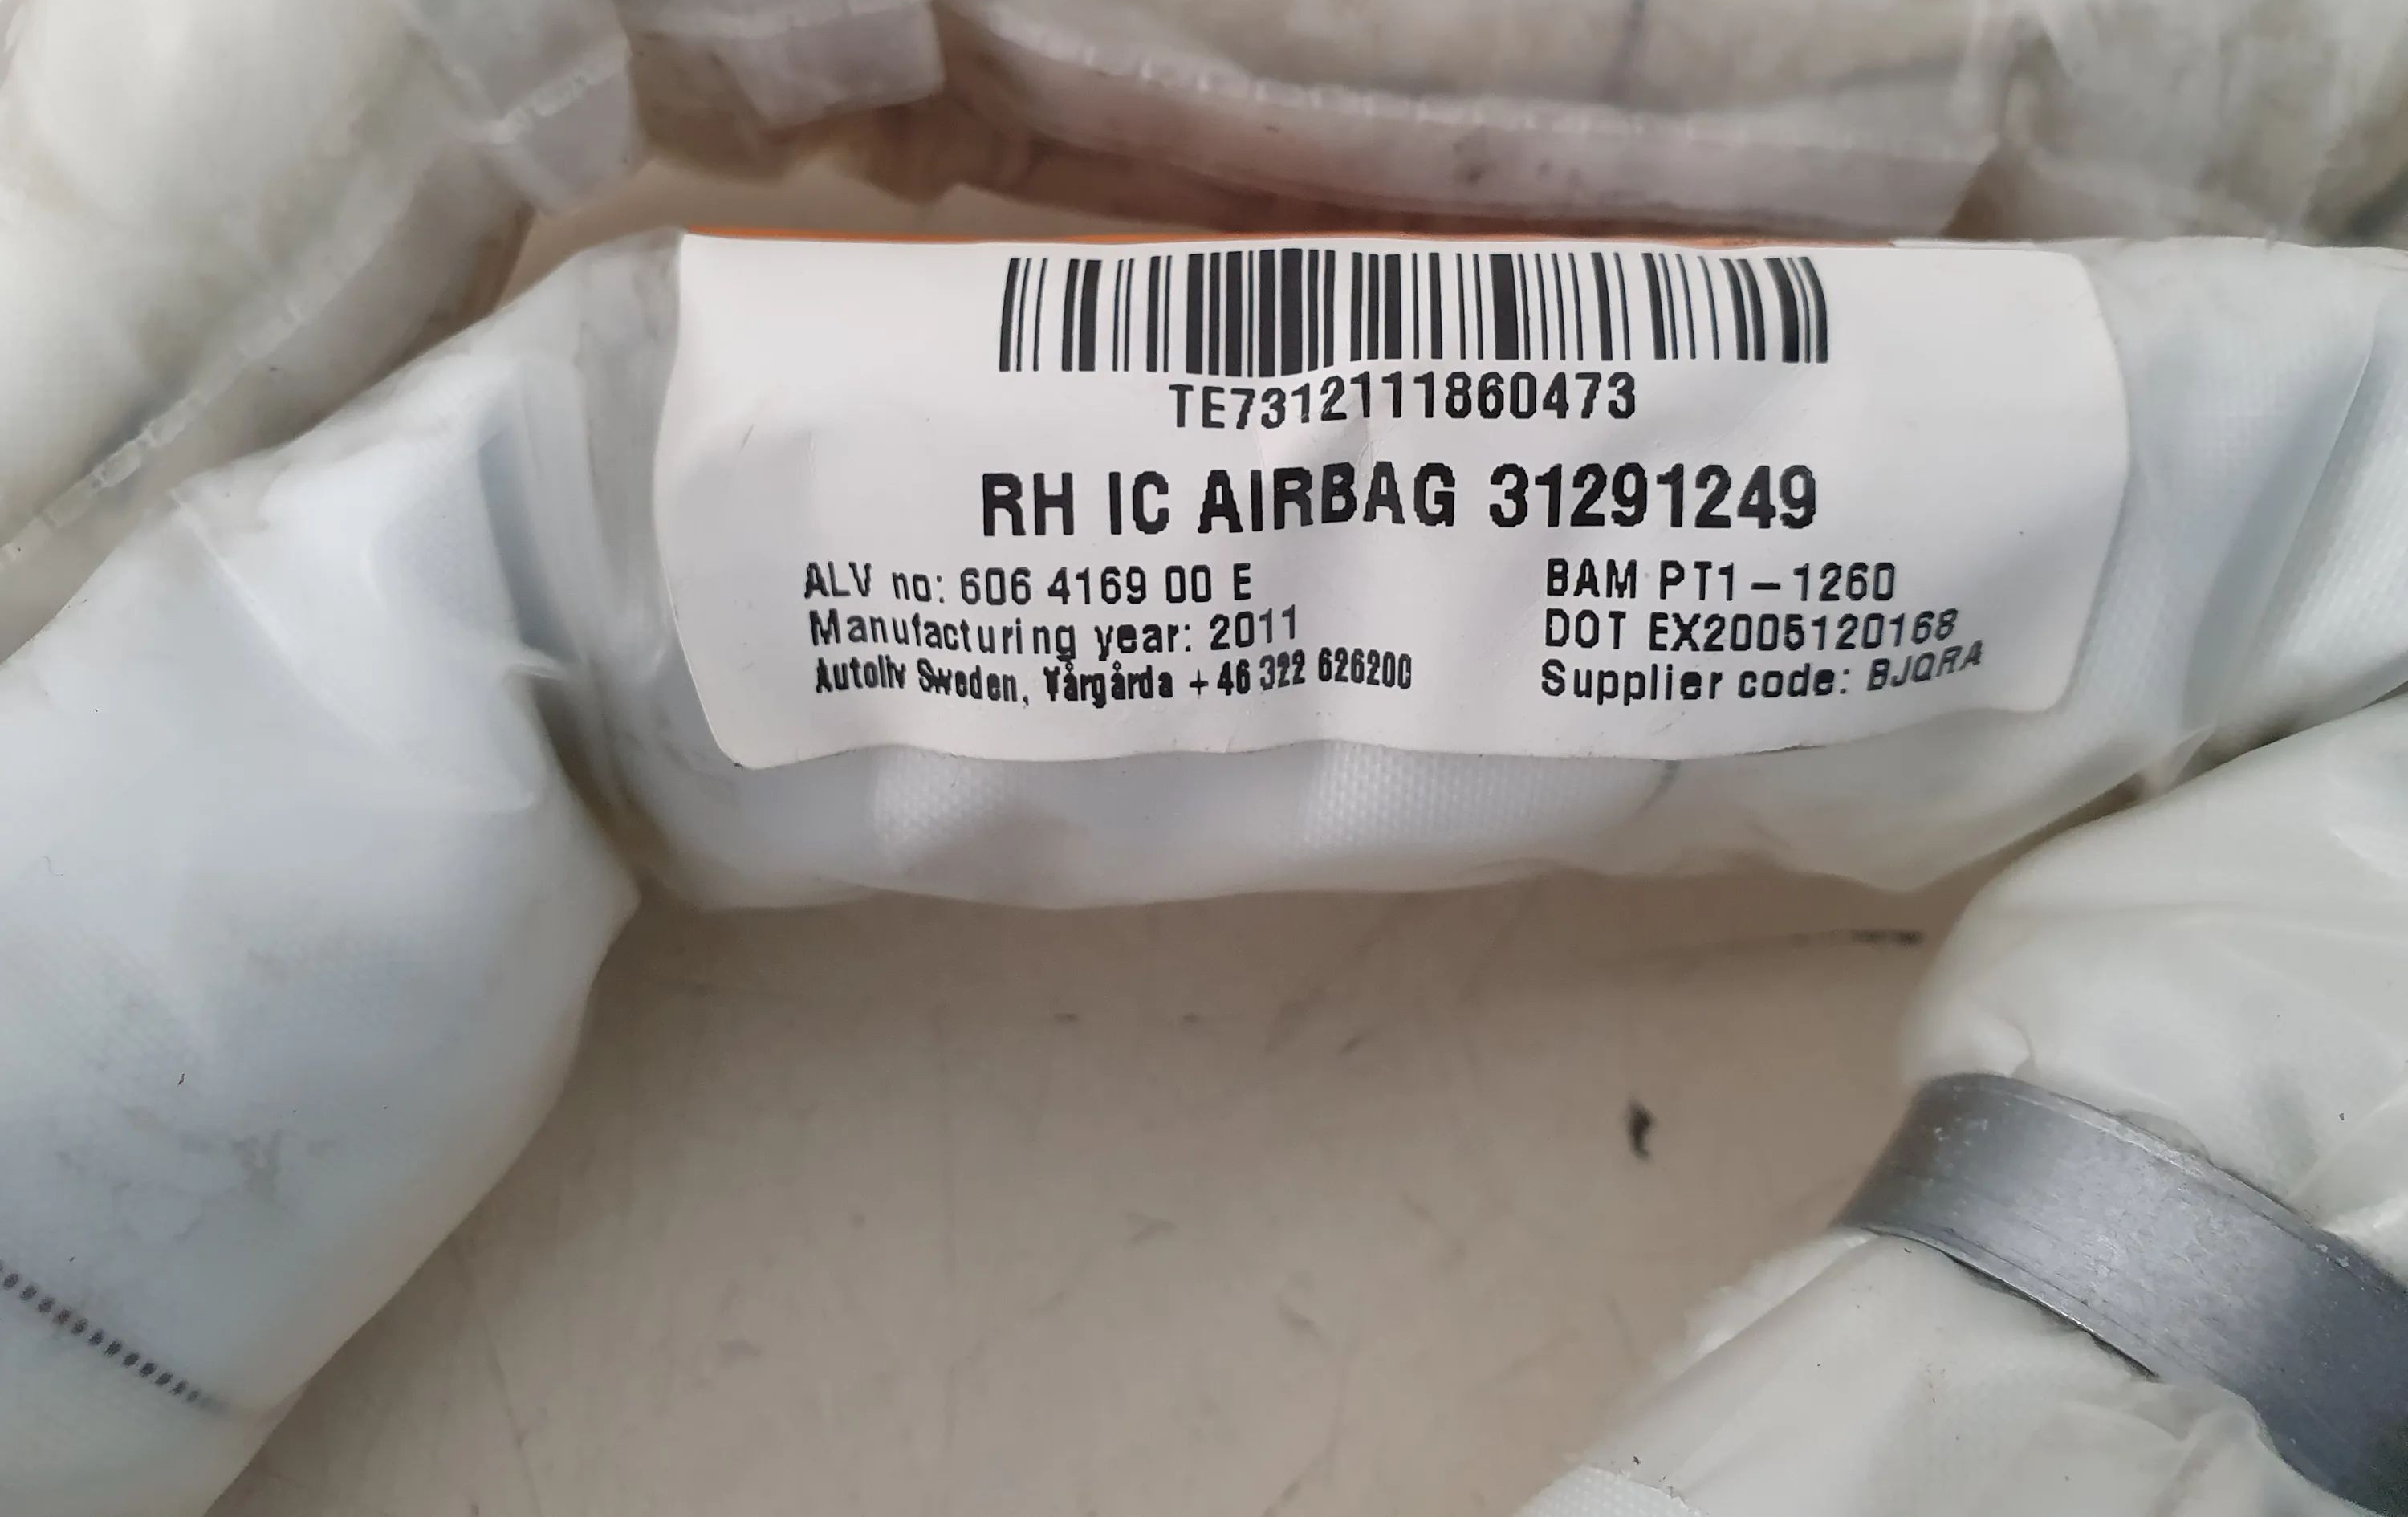 TE7312111860473
RH IC AIRBAG 31291249
ALV no: 606 4169 00 E
BAM PT1-1260
Manufacturing year: 2011
DOT EX2005120168
Autoliv Sweden, Vårgårda +46 322 626200
Supplier code: BJQRA